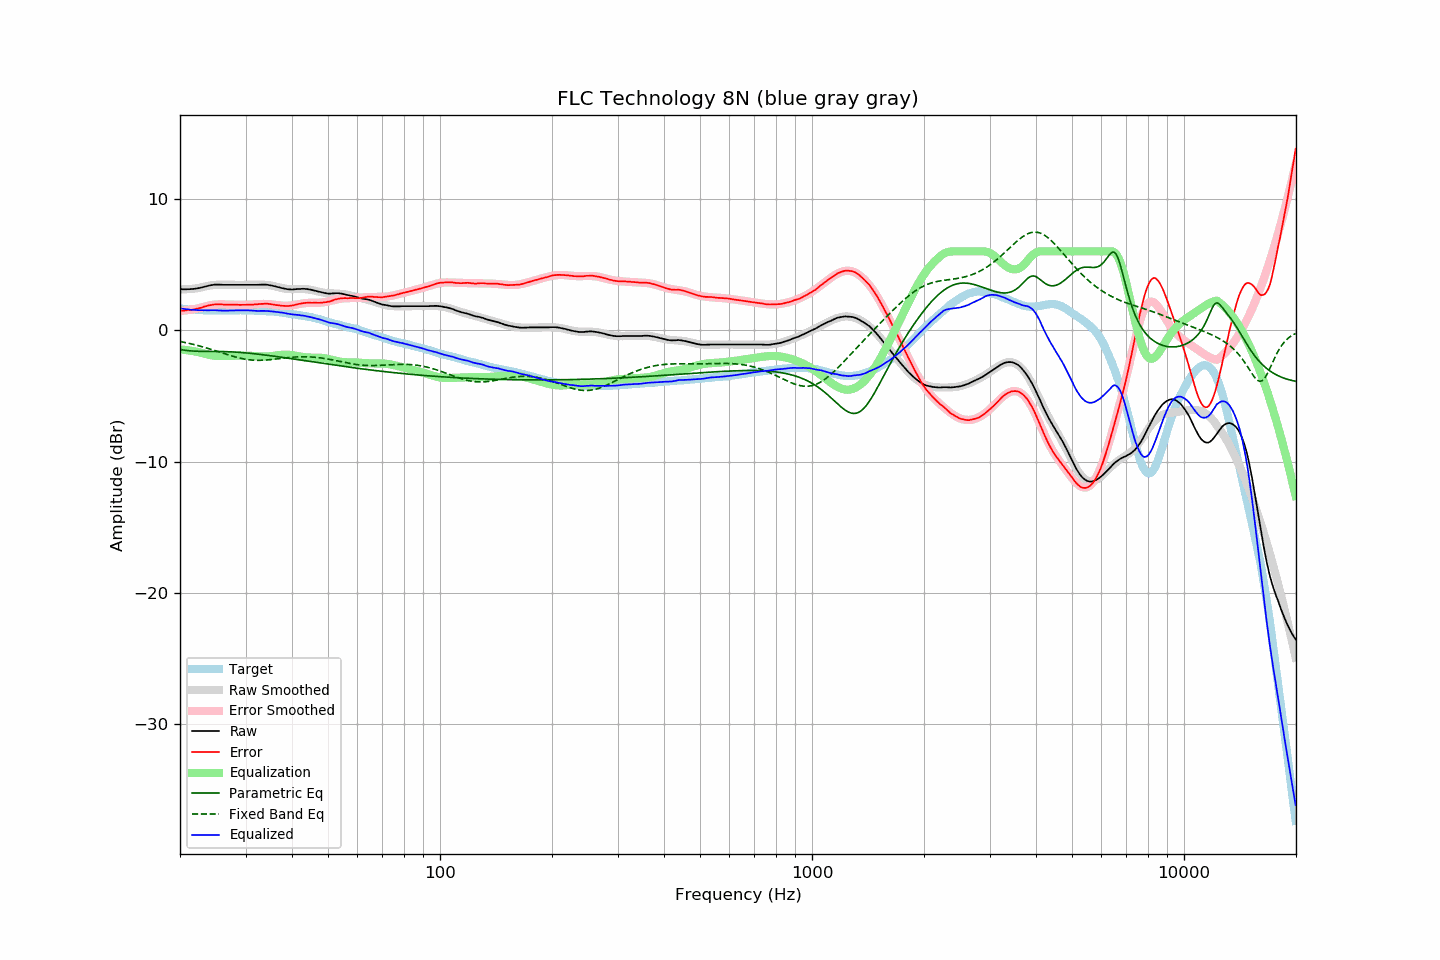 FLC Technology 8N (blue gray gray)
Amplitude (dBr)
10
0
−10
−20
−30
Target
Raw Smoothed
Error Smoothed
Raw
Error
Equalization
Parametric Eq
Fixed Band Eq
Equalized
100
1000
10000
Frequency (Hz)